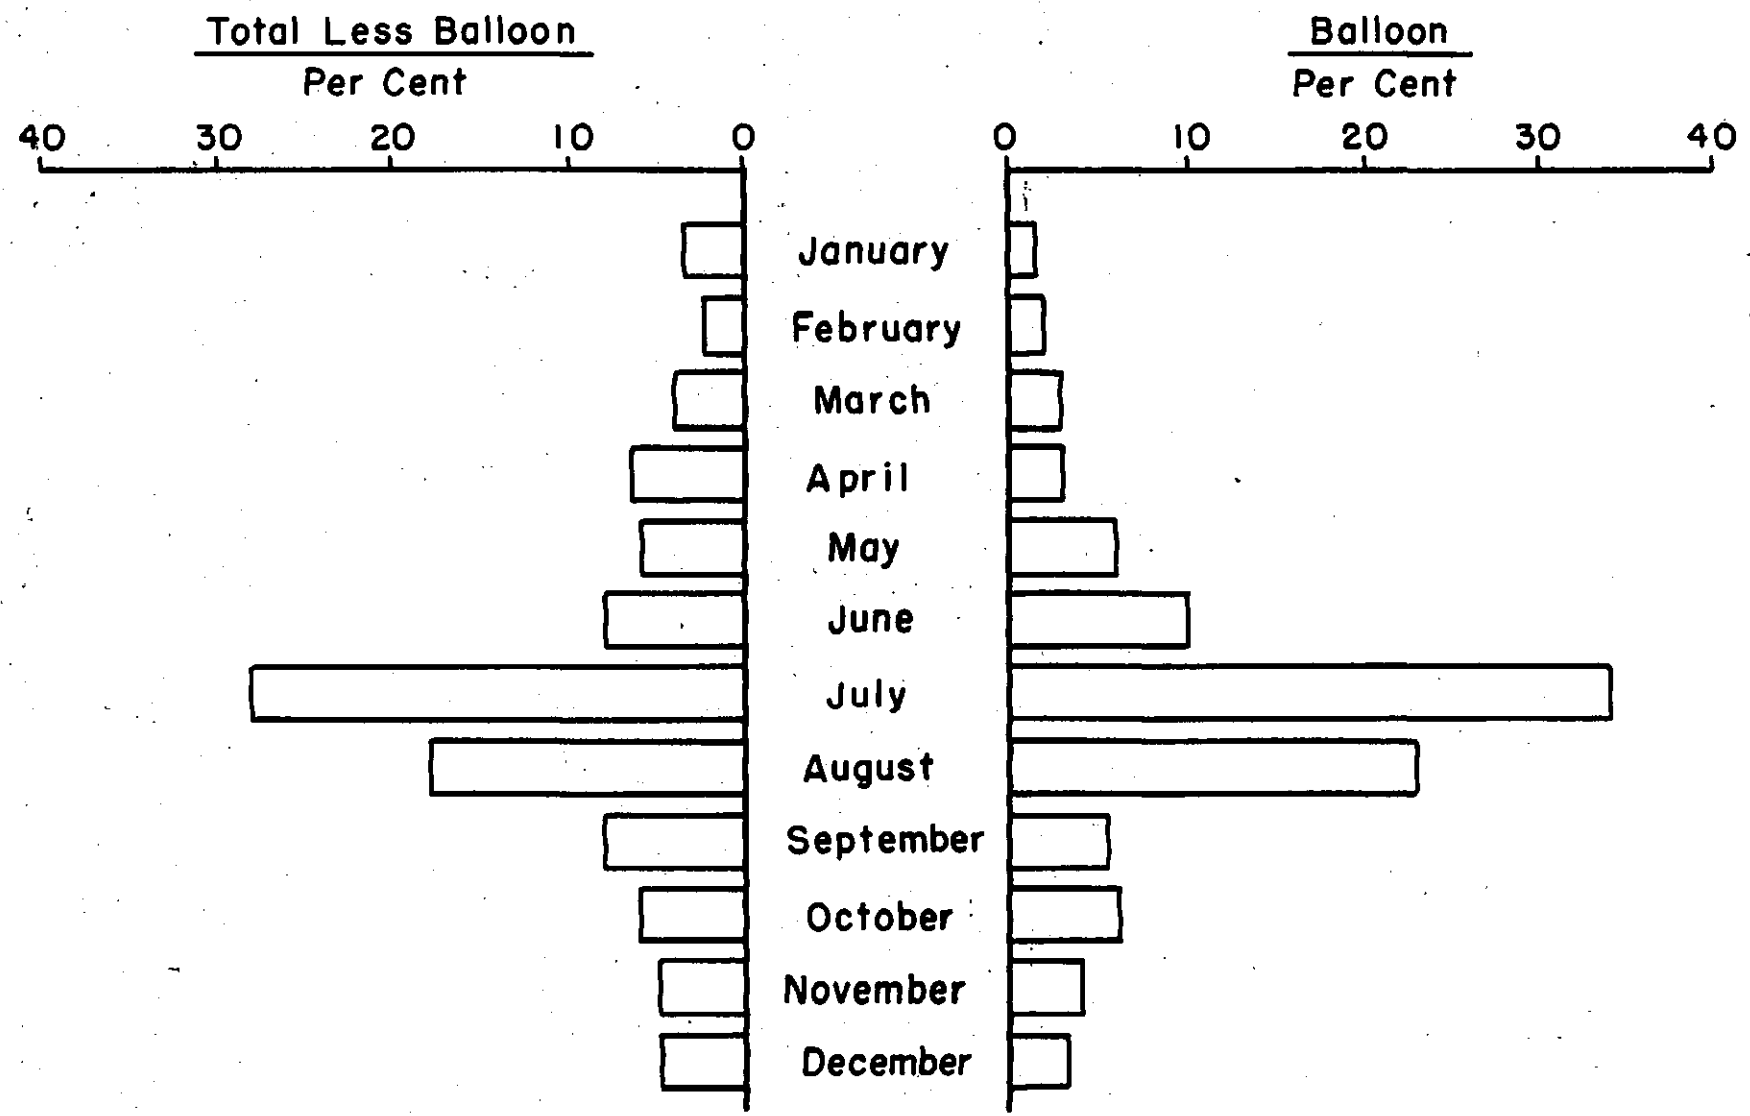 Total Less Balloon
Per Cent
40 30 20 10 0
Balloon
Per Cent
0 10 20 30 40
January
February
March
April
May
June
July
August
September
October
November
December